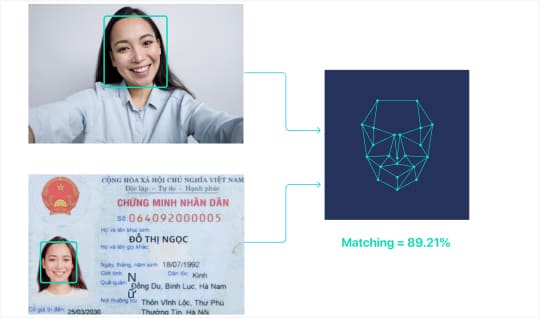 CỘNG HÒA XÃ HỘI CHỦ NGHĨA VIỆT NAM
Độc lập - Tự do - Hạnh phúc
CHỨNG MINH NHÂN DÂN
Số: 064092000005
Họ và tên khai sinh:
ĐỖ THỊ NGỌC
Họ và tên gọi khác:
Ngày, tháng, năm sinh: 18/07/1992
Giới tính: Nữ Dân tộc: Kinh
Quê quán: Đồng Du, Bình Lục, Hà Nam
Nơi thường trú: Thôn Vĩnh Lộc, Thư Phú
Thường Tín, Hà Nội
Có giá trị đến: 25/03/2030
Matching = 89.21%